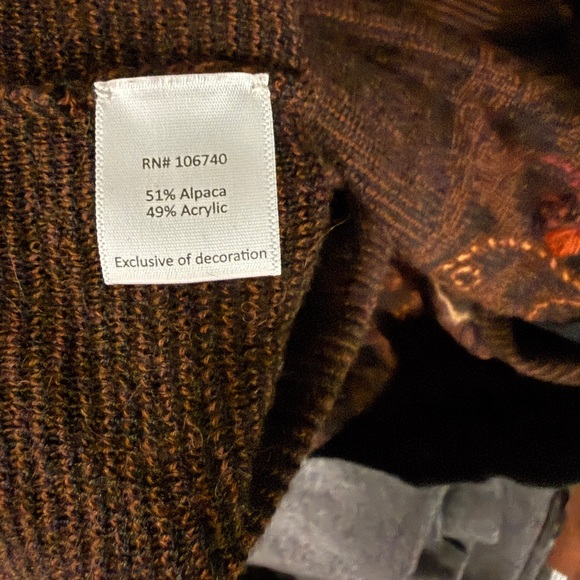 RN# 106740
51% Alpaca
49% Acrylic
Exclusive of decoration